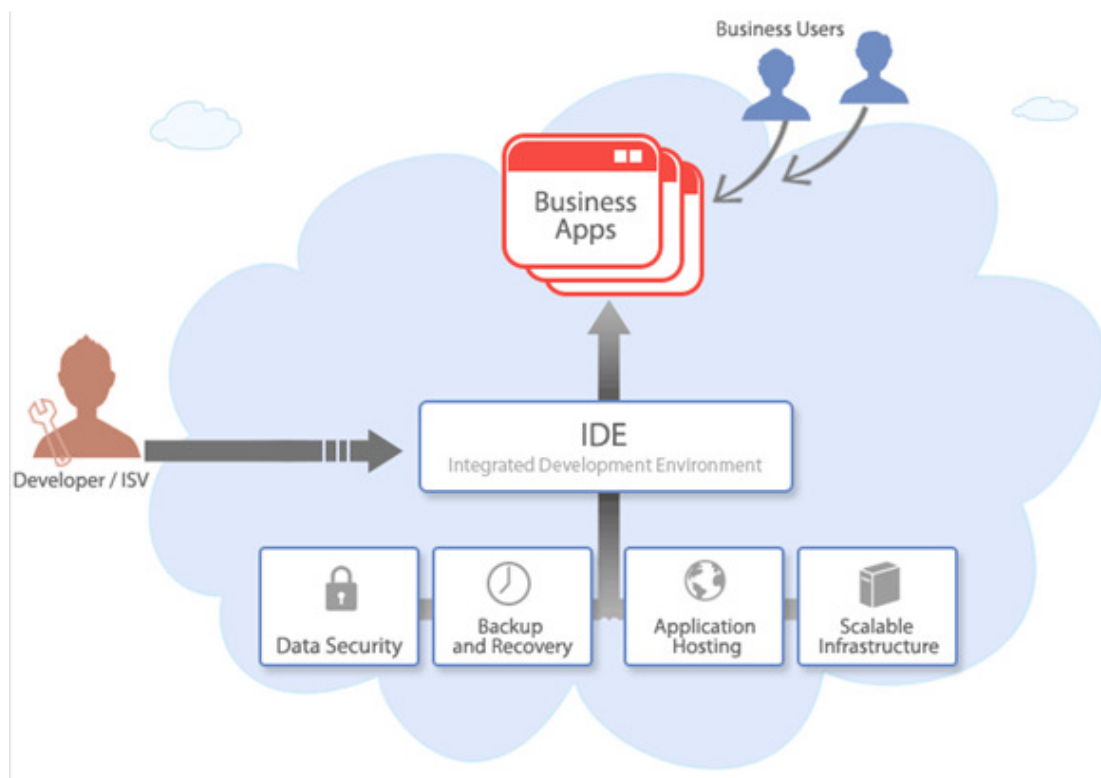 Business Users
Business
Apps
IDE
Integrated Development Environment
Developer / ISV
Data Security
Backup
and Recovery
Application
Hosting
Scalable
Infrastructure